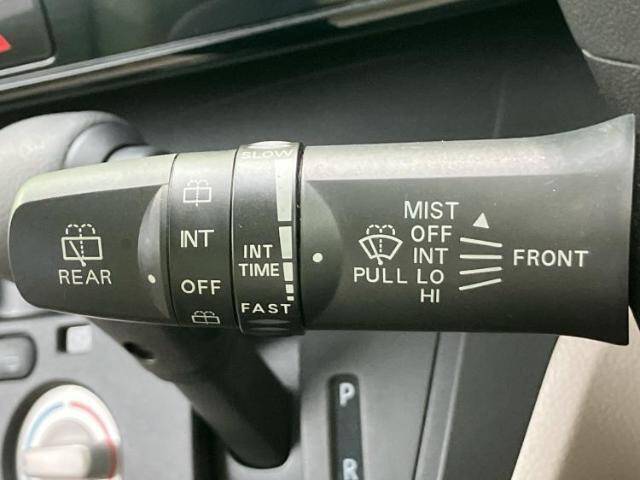 REAR
INT
OFF
SLOW
INT
TIME
FAST
PULL
MIST
OFF
INT
LO
HI
FRONT
P
R